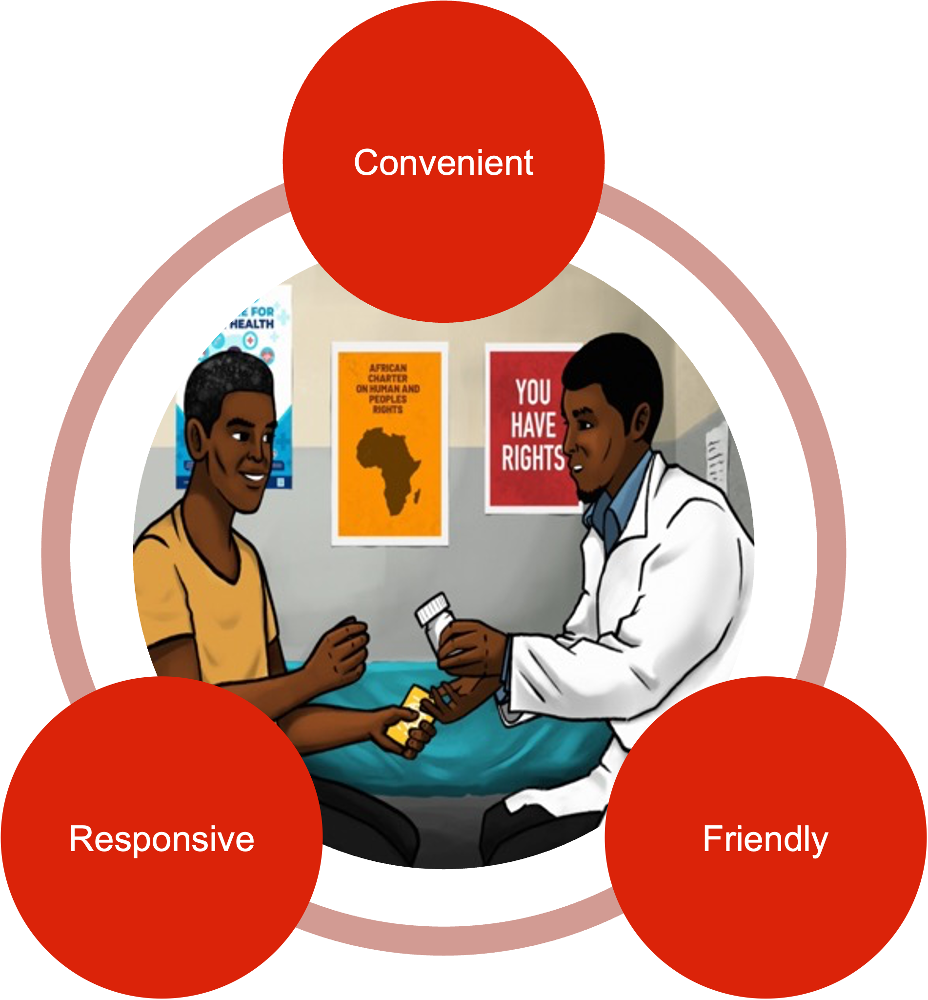 Convenient
FOR
HEALTH
AFRICAN
CHARTER
ON HUMAN AND
PEOPLES
RIGHTS
YOU
HAVE
RIGHTS
Responsive
Friendly